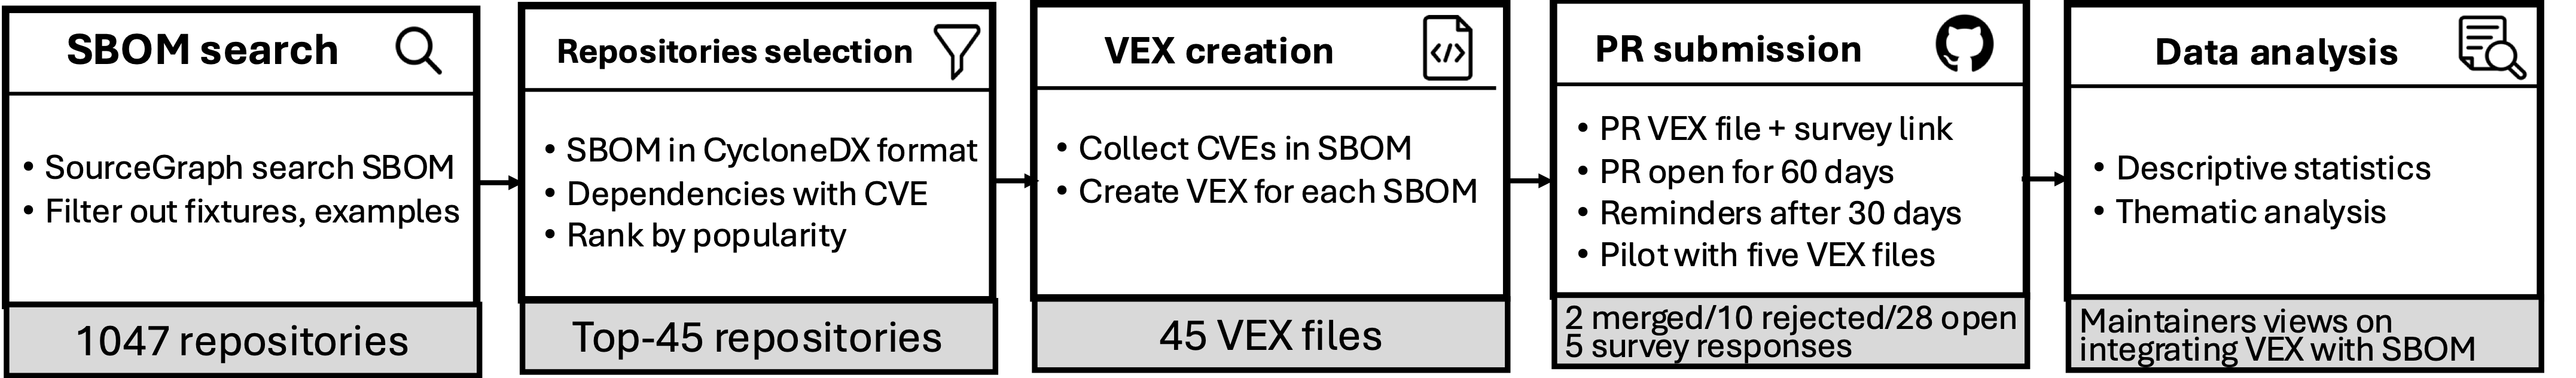 SBOM search
• SourceGraph search SBOM
• Filter out fixtures, examples
1047 repositories
Repositories selection
• SBOM in CycloneDX format
• Dependencies with CVE
• Rank by popularity
Top-45 repositories
VEX creation
</>
• Collect CVEs in SBOM
• Create VEX for each SBOM
45 VEX files
PR submission
• PR VEX file + survey link
• PR open for 60 days
• Reminders after 30 days
• Pilot with five VEX files
2 merged/10 rejected/28 open
5 survey responses
Data analysis
• Descriptive statistics
• Thematic analysis
Maintainers views on
integrating VEX with SBOM